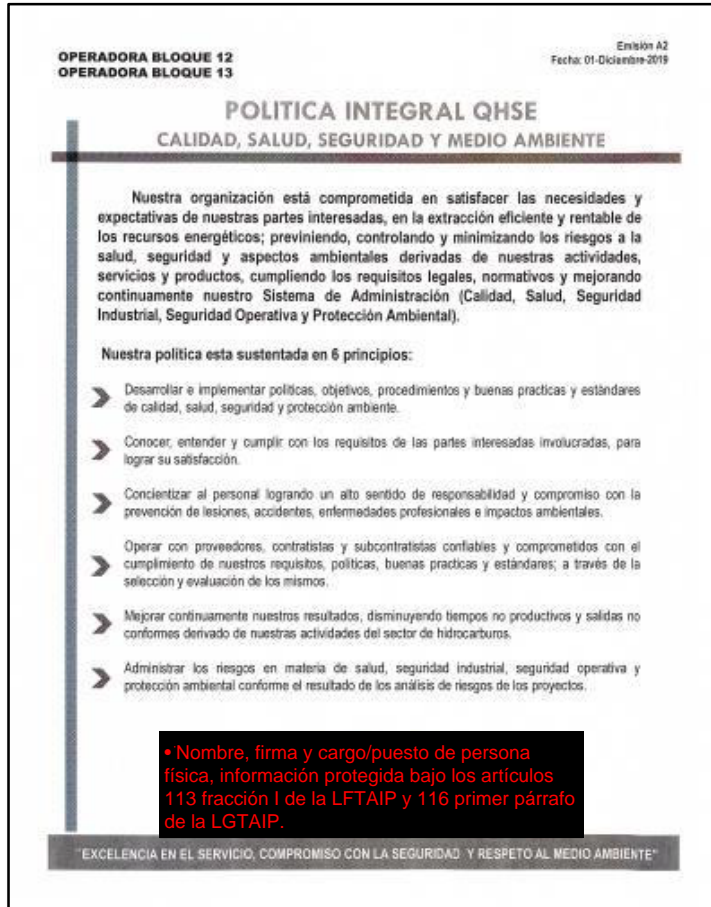 OPERADORA BLOQUE 12
OPERADORA BLOQUE 13
Emisión A2
Fecha: 01-Diciembre-2019
POLITICA INTEGRAL QHSE
CALIDAD, SALUD, SEGURIDAD Y MEDIO AMBIENTE
Nuestra organización está comprometida en satisfacer las necesidades y
expectativas de nuestras partes interesadas, en la extracción eficiente y rentable de
los recursos energéticos; previniendo, controlando y minimizando los riesgos a la
salud, seguridad y aspectos ambientales derivadas de nuestras actividades,
servicios y productos, cumpliendo los requisitos legales, normativos y mejorando
continuamente nuestro Sistema de Administración (Calidad, Salud, Seguridad
Industrial, Seguridad Operativa y Protección Ambiental).
Nuestra política esta sustentada en 6 principios:
Desarrollar e implementar políticas, objetivos, procedimientos y buenas practicas y estándares
de calidad, salud, seguridad y protección ambiente.
Conocer, entender y cumplir con los requisitos de las partes interesadas involucradas, para
lograr su satisfacción.
Concientizar al personal logrando un alto sentido de responsabilidad y compromiso con la
prevención de lesiones, accidentes, enfermedades profesionales e impactos ambientales.
Operar con proveedores, contratistas y subcontratistas confiables y comprometidos con el
cumplimiento de nuestros requisitos, políticas, buenas practicas y estándares; a través de la
selección y evaluación de los mismos.
Mejorar continuamente nuestros resultados, disminuyendo tiempos no productivos y salidas no
conformes derivado de nuestras actividades del sector de hidrocarburos.
Administrar los riesgos en materia de salud, seguridad industrial, seguridad operativa y
protección ambiental conforme el resultado de los análisis de riesgos de los proyectos.
• Nombre, firma y cargo/puesto de persona
física, información protegida bajo los artículos
113 fracción I de la LFTAIP y 116 primer párrafo
de la LGTAIP.
"EXCELENCIA EN EL SERVICIO, COMPROMISO CON LA SEGURIDAD Y RESPETO AL MEDIO AMBIENTE"